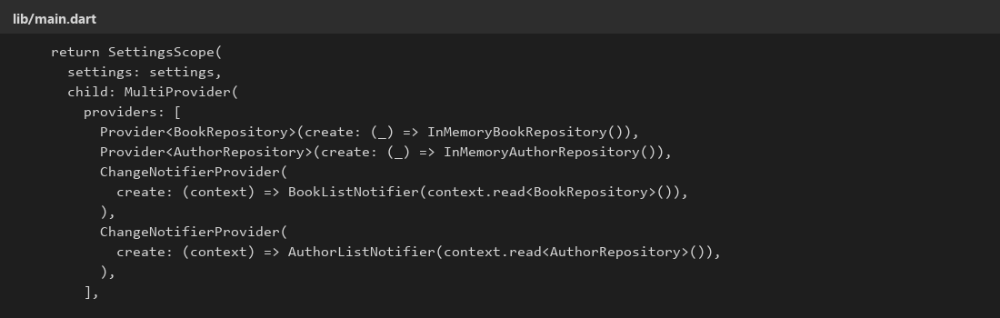 lib/main.dart
return SettingsScope(
settings: settings,
child: MultiProvider(
providers: [
Provider<BookRepository>(create: (_) => InMemoryBookRepository()),
Provider<AuthorRepository>(create: (_) => InMemoryAuthorRepository()),
ChangeNotifierProvider(
create: (context) => BookListNotifier(context.read<BookRepository>()),
),
ChangeNotifierProvider(
create: (context) => AuthorListNotifier(context.read<AuthorRepository>()),
),
],